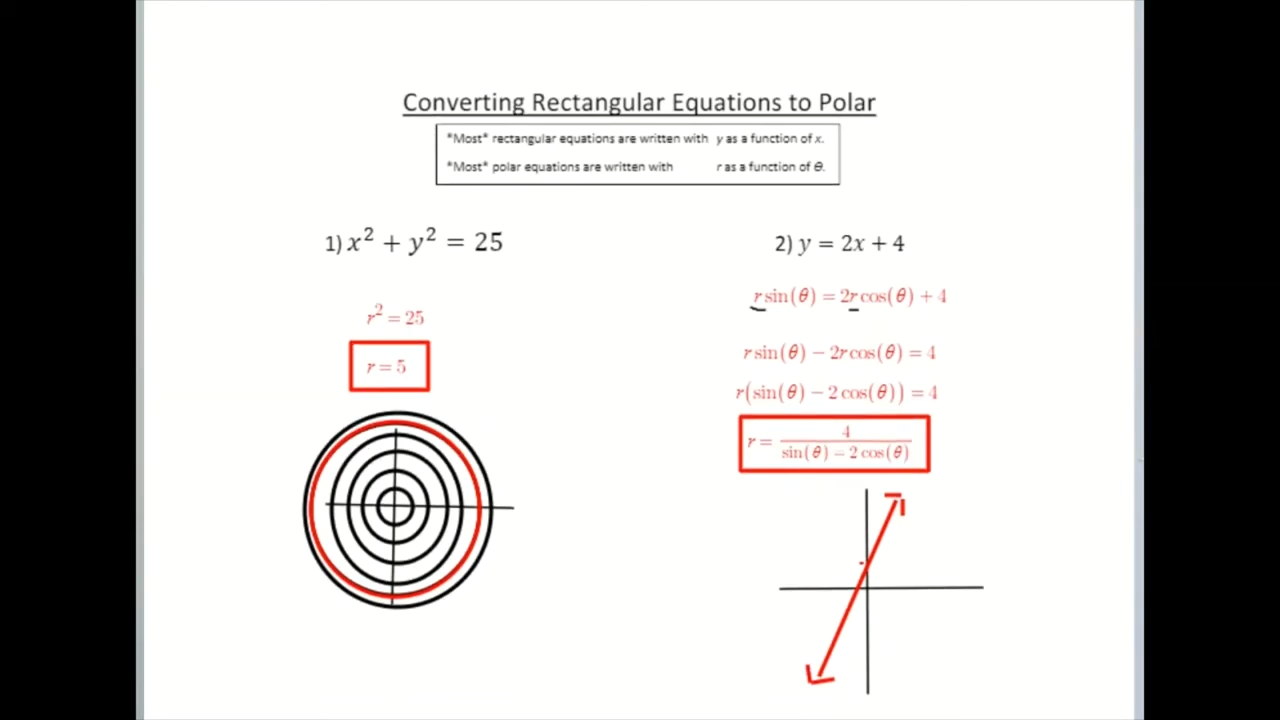 Converting Rectangular Equations to Polar
*Most* rectangular equations are written with y as a function of x.
*Most* polar equations are written with r as a function of θ.
1) x² + y² = 25
r² = 25
r = 5
2) y = 2x + 4
r sin(θ) = 2r cos(θ) + 4
r sin(θ) − 2r cos(θ) = 4
r(sin(θ) − 2 cos(θ)) = 4
r = 4 / sin(θ) − 2 cos(θ)